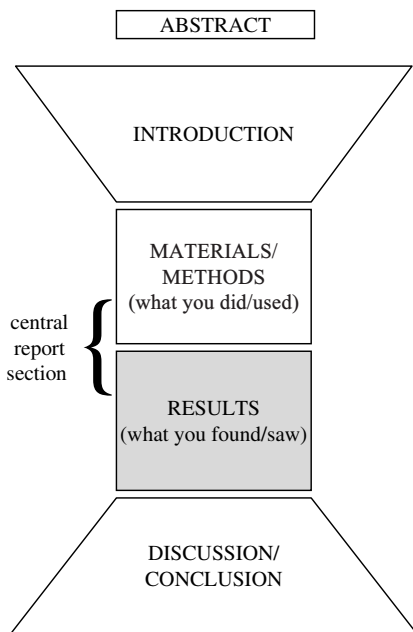 ABSTRACT
INTRODUCTION
MATERIALS/
METHODS
(what you did/used)
central
report
section
RESULTS
(what you found/saw)
DISCUSSION/
CONCLUSION